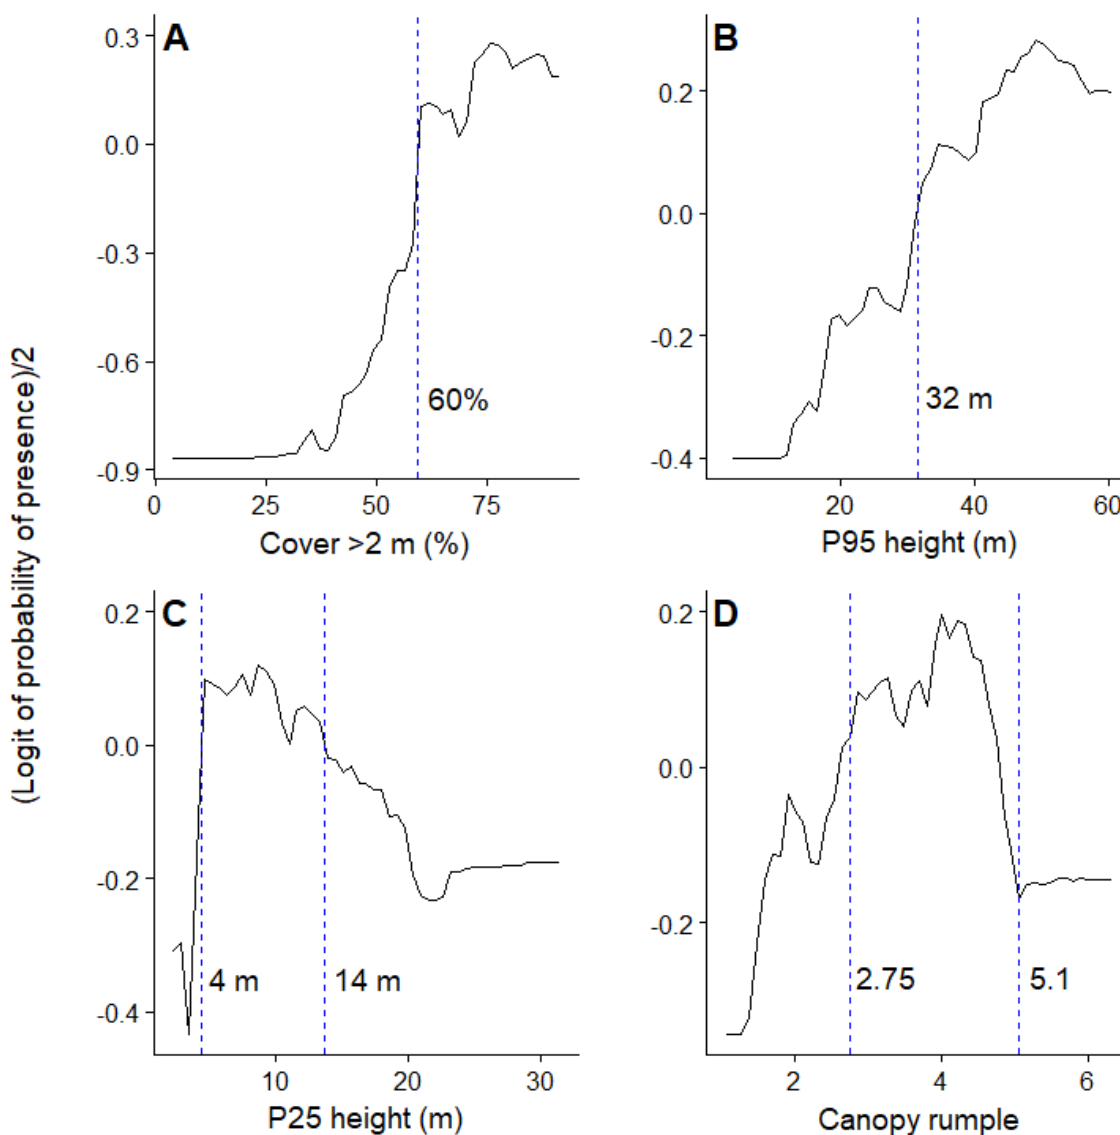 (Logit of probability of presence)/2
A
0.3
0.0
-0.3
-0.6
-0.9
60%
0
25
50
75
Cover >2 m (%)
B
0.2
0.0
-0.2
-0.4
32 m
20
40
60
P95 height (m)
C
0.2
0.0
-0.2
-0.4
4 m
14 m
10
20
30
P25 height (m)
D
0.2
0.0
-0.2
2.75
5.1
2
4
6
Canopy rumple